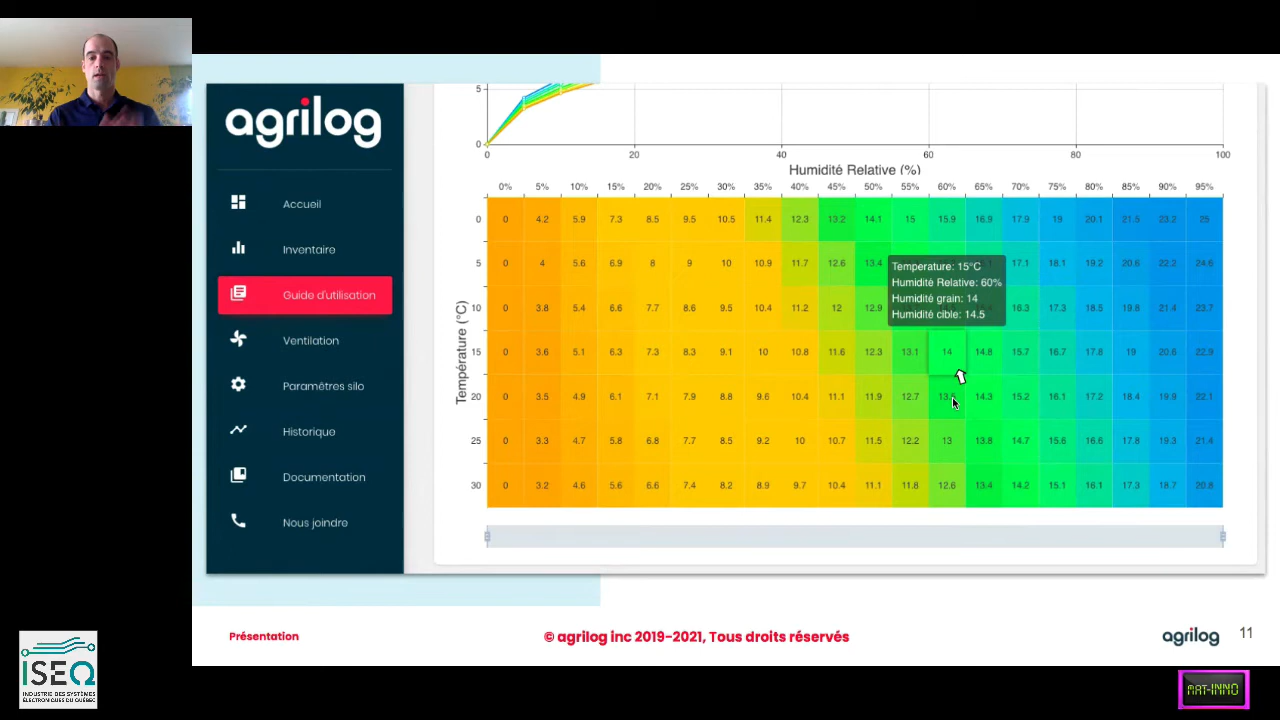 agrilog
Accueil
Inventaire
Guide d'utilisation
Ventilation
Paramêtres silo
Historique
Documentation
Nous joindre
5
0
0 20 40 60 80 100
Humidité Relative (%)
0% 5% 10% 15% 20% 25% 30% 35% 40% 45% 50% 55% 60% 65% 70% 75% 80% 85% 90% 95%
Température (°C)
0 0 4.2 5.9 7.3 8.5 9.5 10.5 11.4 12.3 13.2 14.1 15 15.9 16.9 17.9 19 20.1 21.5 23.2 25
5 0 4 5.6 6.9 8 9 10 10.9 11.7 12.6 13.4 17.1 18.1 19.2 20.6 22.2 24.6
Temperature: 15°C
Humidité Relative: 60%
Humidité grain: 14
Humidité cible: 14.5
10 0 3.8 5.4 6.6 7.7 8.6 9.5 10.4 11.2 12 12.9 16.3 17.3 18.5 19.8 21.4 23.7
15 0 3.6 5.1 6.3 7.3 8.3 9.1 10 10.8 11.6 12.3 13.1 14 14.8 15.7 16.7 17.8 19 20.6 22.9
20 0 3.5 4.9 6.1 7.1 7.9 8.8 9.6 10.4 11.1 11.9 12.7 14.3 15.2 16.1 17.2 18.4 19.9 22.1
25 0 3.3 4.7 5.8 6.8 7.7 8.5 9.2 10 10.7 11.5 12.2 13 13.8 14.7 15.6 16.6 17.8 19.3 21.4
30 0 3.2 4.6 5.6 6.6 7.4 8.2 8.9 9.7 10.4 11.1 11.8 12.6 13.4 14.2 15.1 16.1 17.3 18.7 20.8
Présentation
© agrilog inc 2019-2021, Tous droits réservés
agrilog
11
ISEQ
INDUSTRIE DES SYSTÈMES
ÉLECTRONIQUES DU QUÉBEC
MAT-INNO